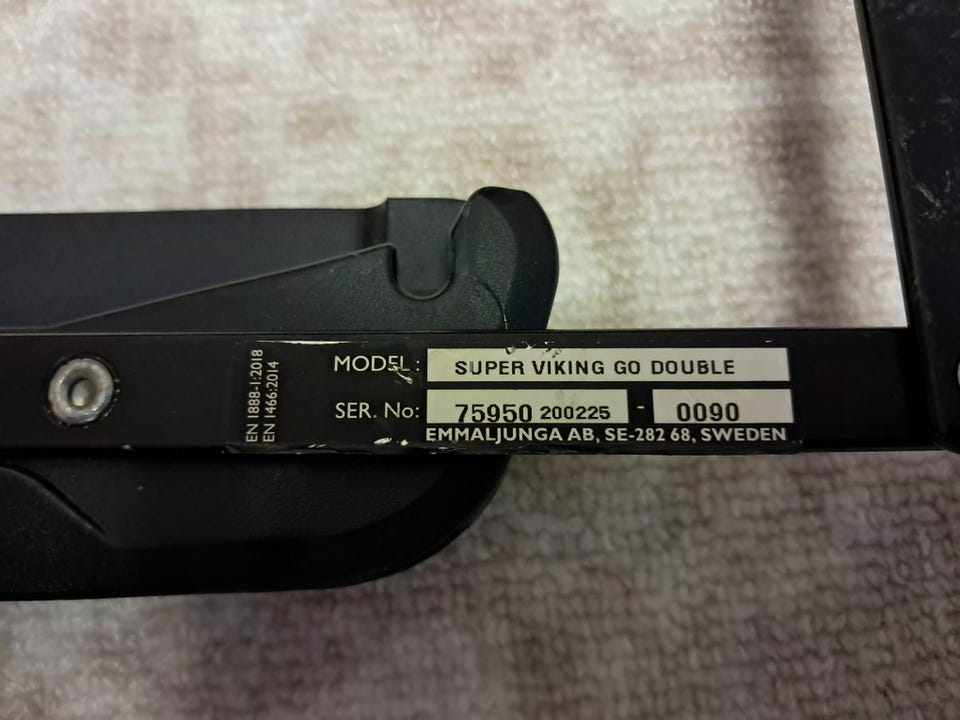 EN 1888-1:2018
EN 1466:2014
MODEL: SUPER VIKING GO DOUBLE
SER. No: 75950 200225 - 0090
EMMALJUNGA AB, SE-282 68, SWEDEN